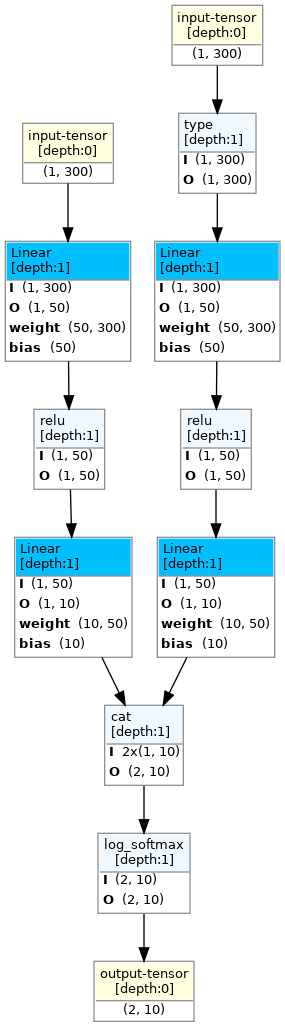 input-tensor
[depth:0]
(1, 300)
type
[depth:1]
I (1, 300)
O (1, 300)
input-tensor
[depth:0]
(1, 300)
Linear
[depth:1]
I (1, 300)
O (1, 50)
weight (50, 300)
bias (50)
Linear
[depth:1]
I (1, 300)
O (1, 50)
weight (50, 300)
bias (50)
relu
[depth:1]
I (1, 50)
O (1, 50)
relu
[depth:1]
I (1, 50)
O (1, 50)
Linear
[depth:1]
I (1, 50)
O (1, 10)
weight (10, 50)
bias (10)
Linear
[depth:1]
I (1, 50)
O (1, 10)
weight (10, 50)
bias (10)
cat
[depth:1]
I 2x(1, 10)
O (2, 10)
log_softmax
[depth:1]
I (2, 10)
O (2, 10)
output-tensor
[depth:0]
(2, 10)